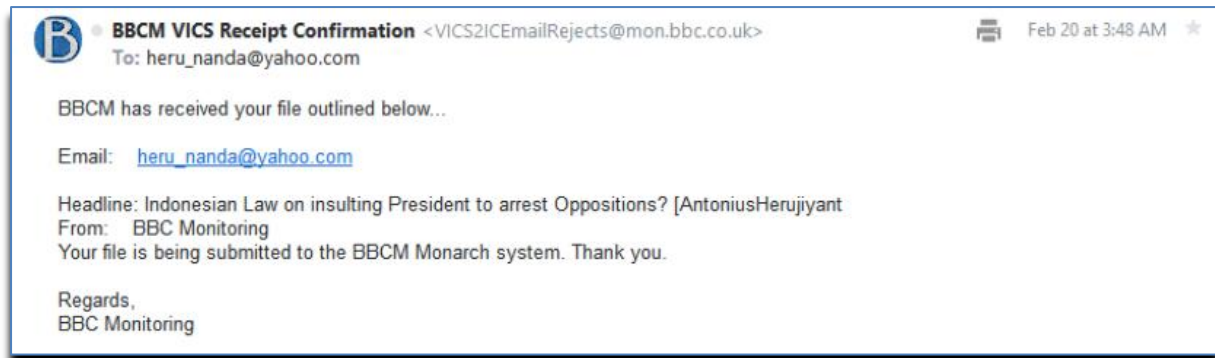 B
BBCM VICS Receipt Confirmation <VICS2ICEmailRejects@mon.bbc.co.uk> Feb 20 at 3:48 AM
To: heru_nanda@yahoo.com
BBCM has received your file outlined below...
Email: heru_nanda@yahoo.com
Headline: Indonesian Law on insulting President to arrest Oppositions? [AntoniusHerujiyant
From: BBC Monitoring
Your file is being submitted to the BBCM Monarch system. Thank you.
Regards,
BBC Monitoring